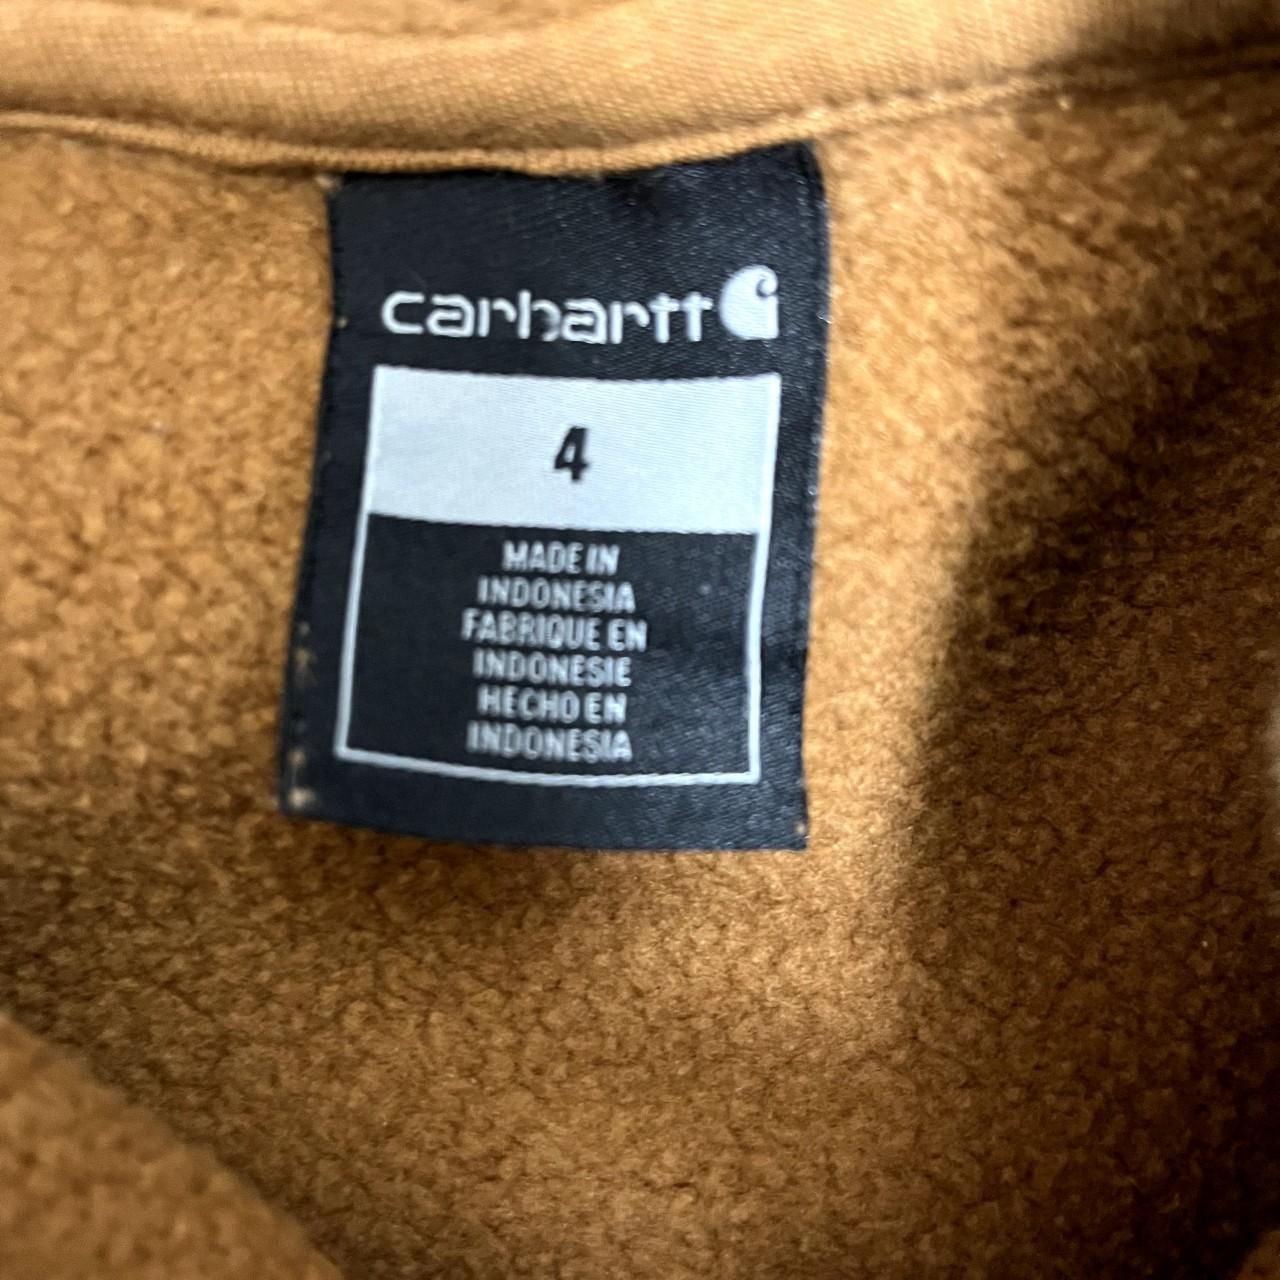 carhartt
4
MADE IN
INDONESIA
FABRIQUE EN
INDONESIE
HECHO EN
INDONESIA